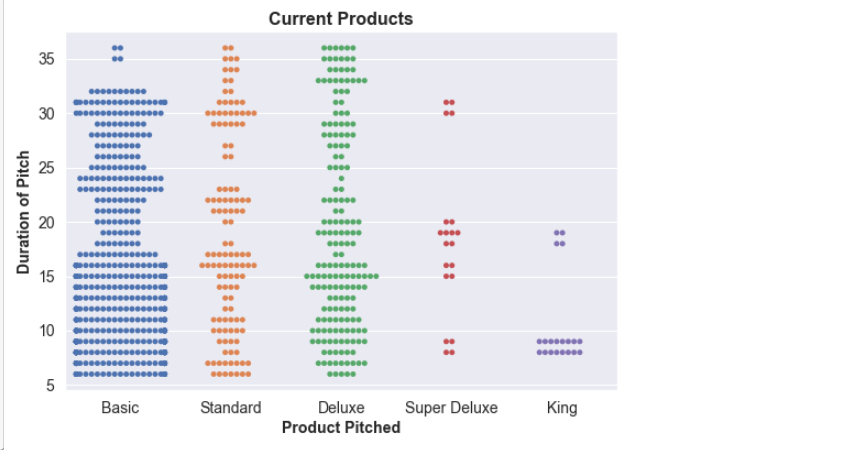 Current Products
35
30
25
20
15
10
5
Duration of Pitch
Basic Standard Deluxe Super Deluxe King
Product Pitched